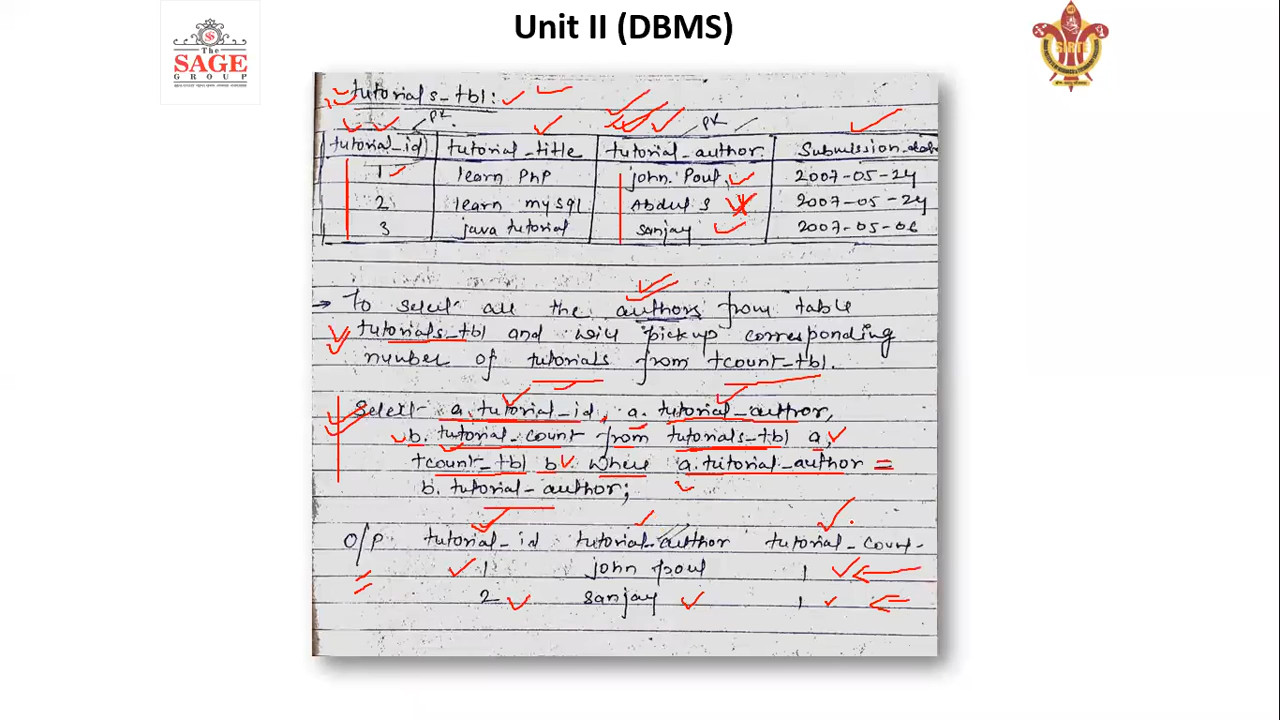 Unit II (DBMS)
The
SAGE
GROUP
SIRTS
tutorials_tbl:
PK PK
tutorial_id tutorial_title tutorial_author. Submission_date
1 learn PHP john. Poul 2007-05-24
2 learn mysql Abdul S 2007-05-24
3 java tutorial sanjay 2007-05-06
→ To select all the authors from table
tutorials_tbl and will pickup corresponding
number of tutorials from tcount_tbl.
Select a.tutorial_id, a.tutorial_author,
b.tutorial_count from tutorials_tbl a,
tcount_tbl b where a.tutorial_author =
b.tutorial_author;
O/P tutorial_id tutorial_author tutorial_count
1 john poul 1
2 sanjay 1